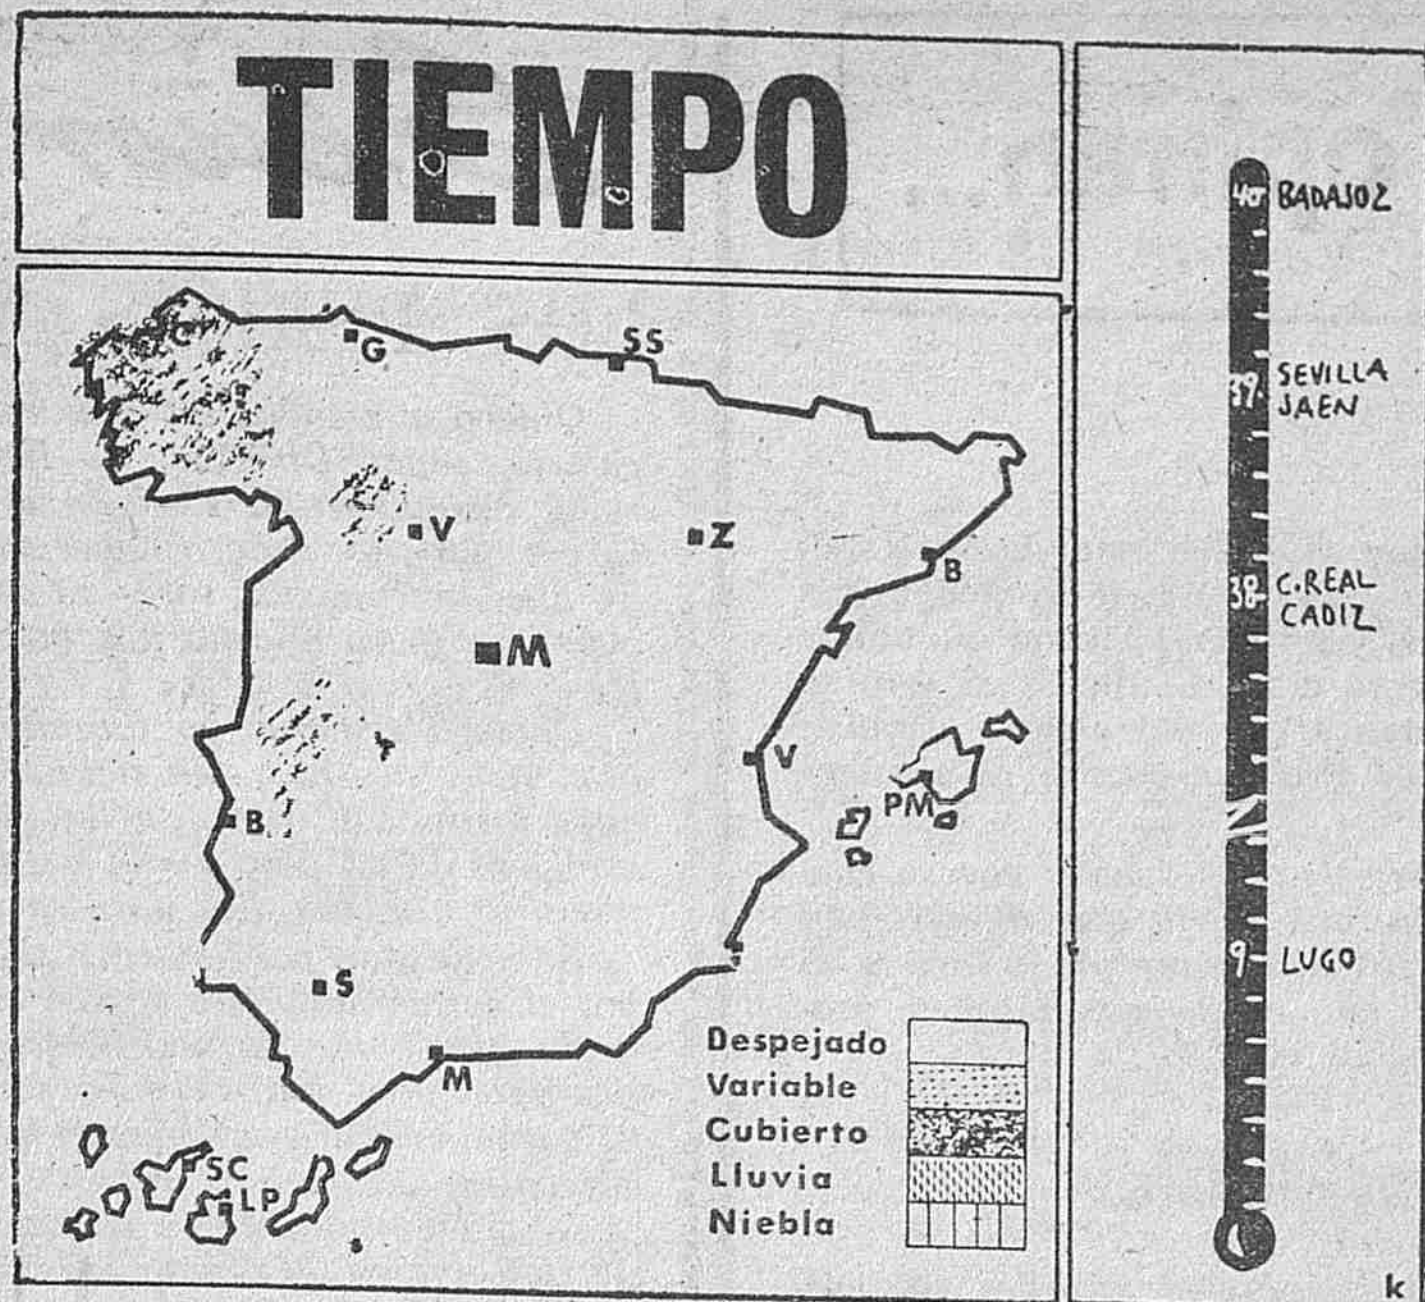 TIEMPO
C
G
SS
V
Z
B
M
V
PM
B
S
M
SC
LP
Despejado
Variable
Cubierto
Lluvia
Niebla
40 BADAJOZ
39 SEVILLA
JAEN
38 C.REAL
CADIZ
9 LUGO
k